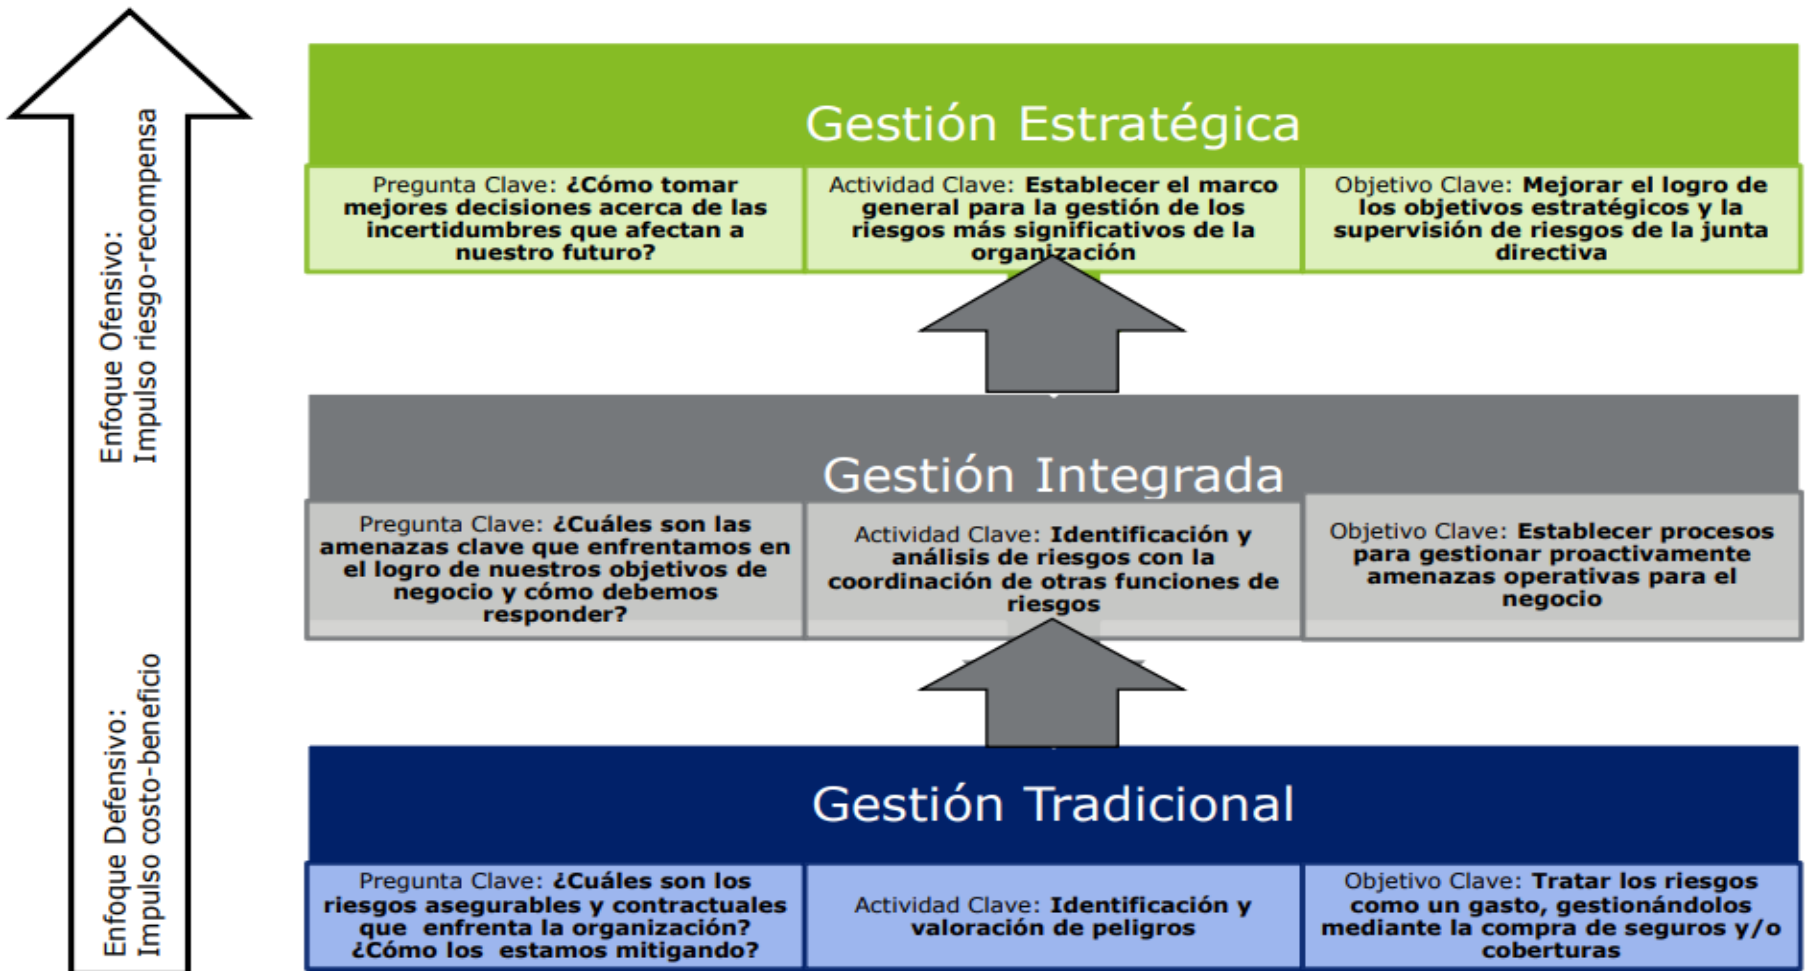 Enfoque Ofensivo:
Impulso riesgo-recompensa
Enfoque Defensivo:
Impulso costo-beneficio
Gestión Estratégica
Pregunta Clave: ¿Cómo tomar
mejores decisiones acerca de las
incertidumbres que afectan a
nuestro futuro?
Actividad Clave: Establecer el marco
general para la gestión de los
riesgos más significativos de la
organización
Objetivo Clave: Mejorar el logro de
los objetivos estratégicos y la
supervisión de riesgos de la junta
directiva
Gestión Integrada
Pregunta Clave: ¿Cuáles son las
amenazas clave que enfrentamos en
el logro de nuestros objetivos de
negocio y cómo debemos
responder?
Actividad Clave: Identificación y
análisis de riesgos con la
coordinación de otras funciones de
riesgos
Objetivo Clave: Establecer procesos
para gestionar proactivamente
amenazas operativas para el
negocio
Gestión Tradicional
Pregunta Clave: ¿Cuáles son los
riesgos asegurables y contractuales
que enfrenta la organización?
¿Cómo los estamos mitigando?
Actividad Clave: Identificación y
valoración de peligros
Objetivo Clave: Tratar los riesgos
como un gasto, gestionándolos
mediante la compra de seguros y/o
coberturas